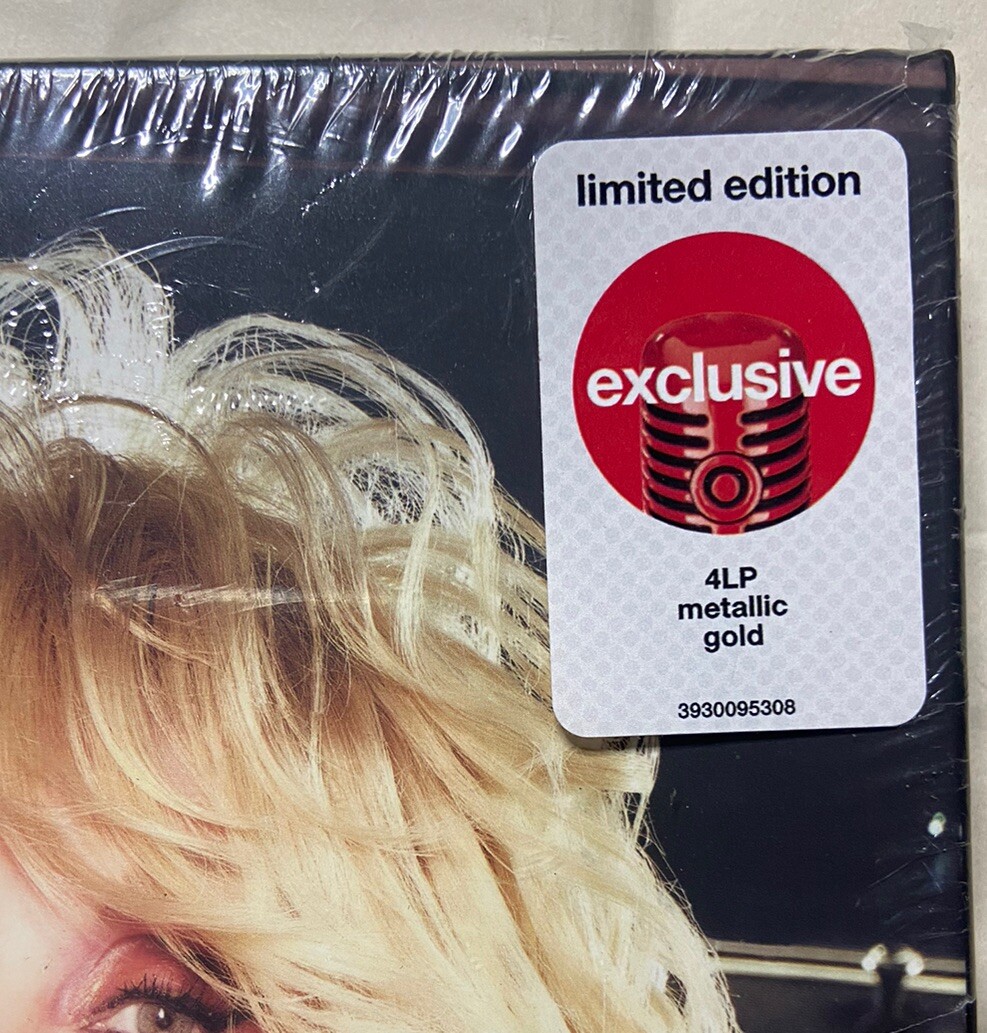 limited edition
exclusive
4LP
metallic
gold
3930095308